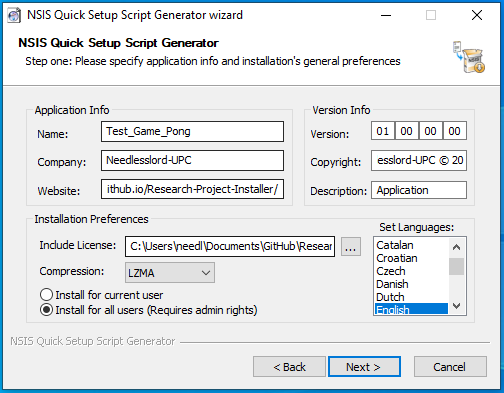 NSIS Quick Setup Script Generator wizard
NSIS Quick Setup Script Generator
Step one: Please specify application info and installation's general preferences
Application Info
Name: Test_Game_Pong
Company: Needlesslord-UPC
Website: ithub.io/Research-Project-Installer/
Version Info
Version: 01 00 00 00
Copyright: esslord-UPC © 20
Description: Application
Installation Preferences
Include License: C:\Users\needl\Documents\GitHub\Resear ...
Compression: LZMA
Install for current user
Install for all users (Requires admin rights)
Set Languages:
Catalan
Croatian
Czech
Danish
Dutch
English
NSIS Quick Setup Script Generator
< Back Next > Cancel